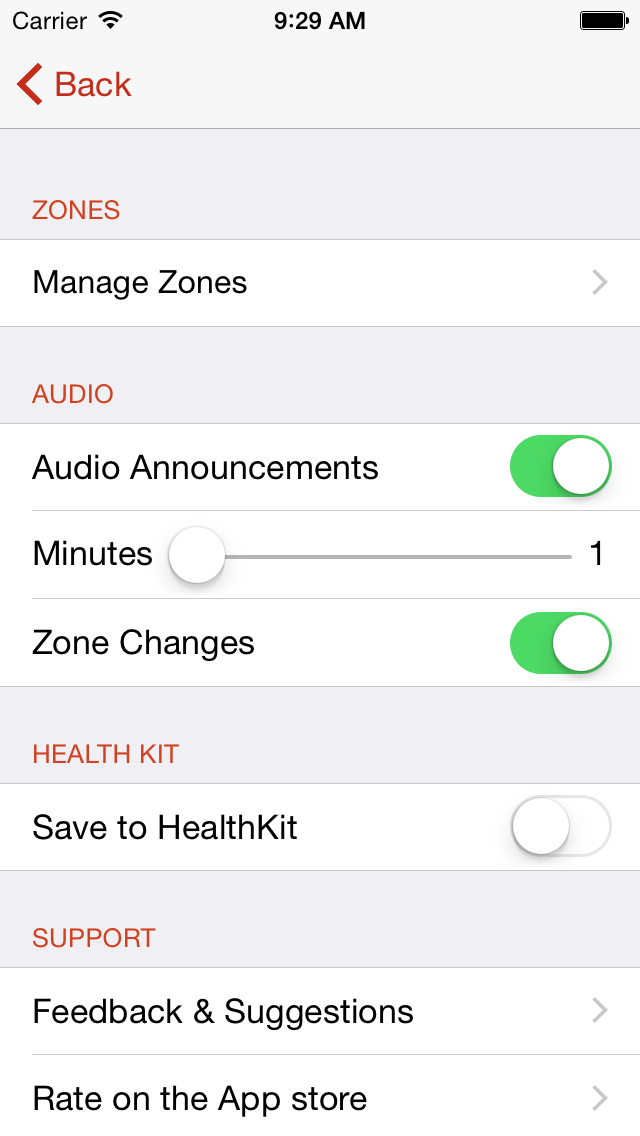 Carrier 9:29 AM
Back
ZONES
Manage Zones
AUDIO
Audio Announcements
Minutes 1
Zone Changes
HEALTH KIT
Save to HealthKit
SUPPORT
Feedback & Suggestions
Rate on the App store